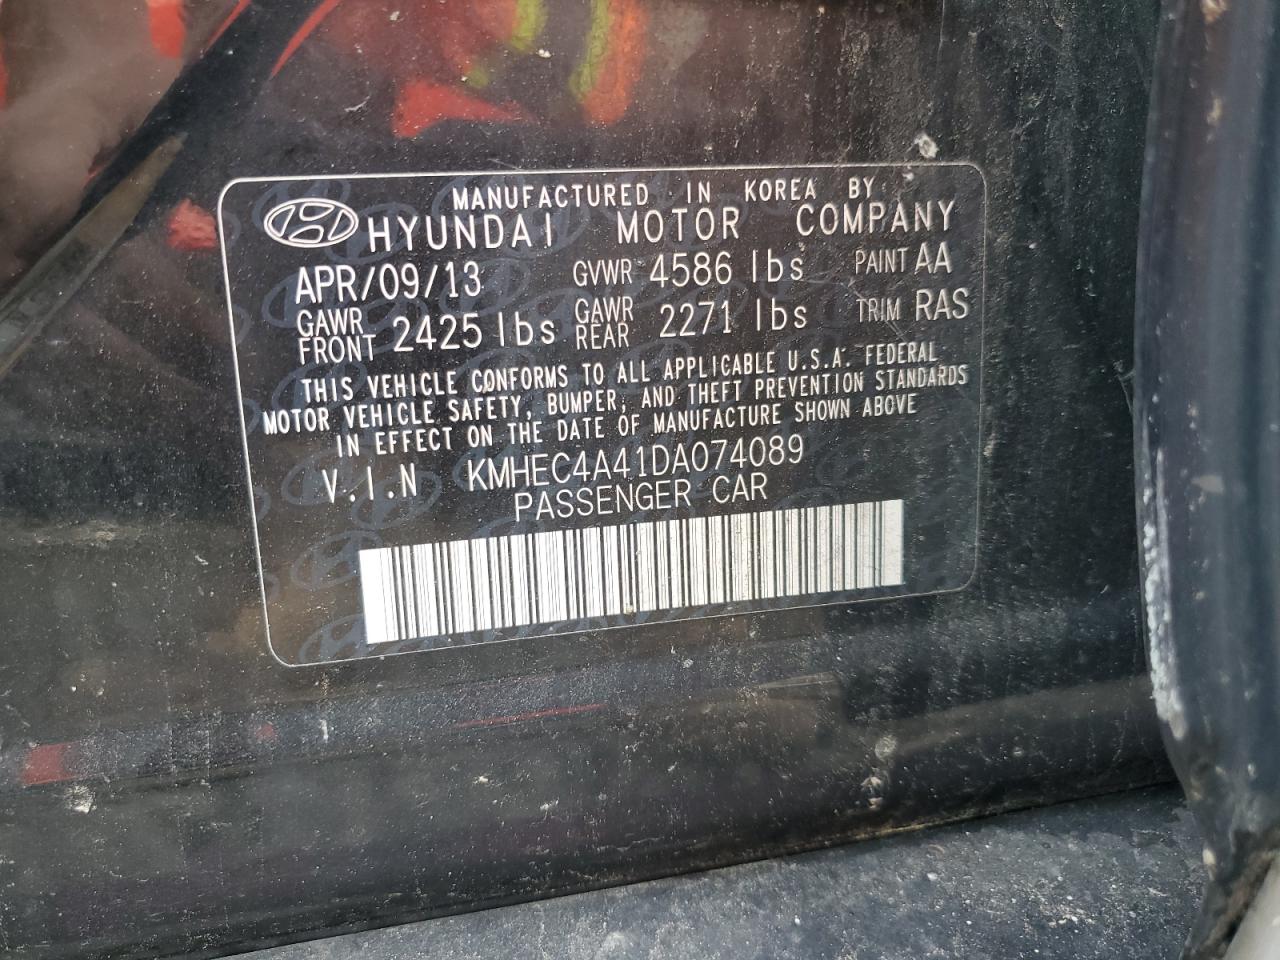 MANUFACTURED IN KOREA BY
HYUNDAI MOTOR COMPANY
APR/09/13 GVWR 4586 lbs PAINT AA
GAWR FRONT 2425 lbs GAWR REAR 2271 lbs TRIM RAS
THIS VEHICLE CONFORMS TO ALL APPLICABLE U.S.A. FEDERAL
MOTOR VEHICLE SAFETY, BUMPER, AND THEFT PREVENTION STANDARDS
IN EFFECT ON THE DATE OF MANUFACTURE SHOWN ABOVE
V.I.N KMHEC4A41DA074089
PASSENGER CAR